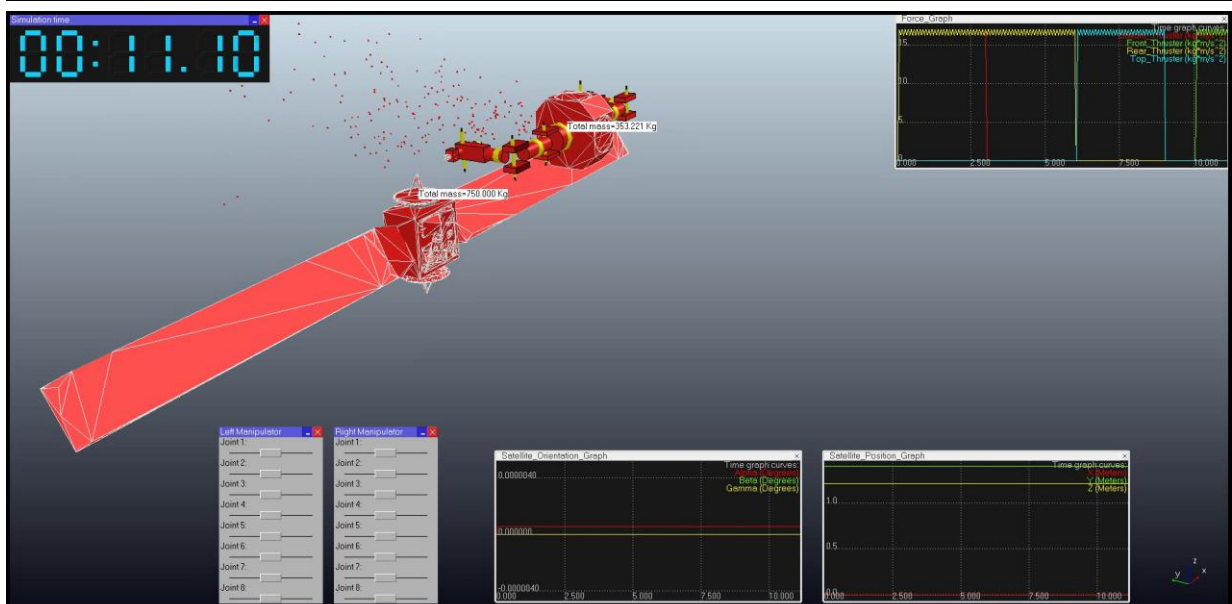 Simulation time
00:11.10
Total mass=353.221 Kg
Total mass=750.000 Kg
Force_Graph
Time graph curves:
Front_Thruster (kg*m/s^2)
Rear_Thruster (kg*m/s^2)
Top_Thruster (kg*m/s^2)
15.
10.
5.
0.000 2.500 5.000 7.500 10.000
Left Manipulator
Joint 1:
Joint 2:
Joint 3:
Joint 4:
Joint 5:
Joint 6:
Joint 7:
Joint 8:
Right Manipulator
Joint 1:
Joint 2:
Joint 3:
Joint 4:
Joint 5:
Joint 6:
Joint 7:
Joint 8:
Satellite_Orientation_Graph
Time graph curves:
Alpha (Degrees)
Beta (Degrees)
Gamma (Degrees)
0.0000040
0.000000
-0.0000040
0.000 2.500 5.000 7.500 10.000
Satellite_Position_Graph
Time graph curves:
X (Meters)
Y (Meters)
Z (Meters)
1.0
0.5
0.0
0.000 2.500 5.000 7.500 10.000
z
y
x